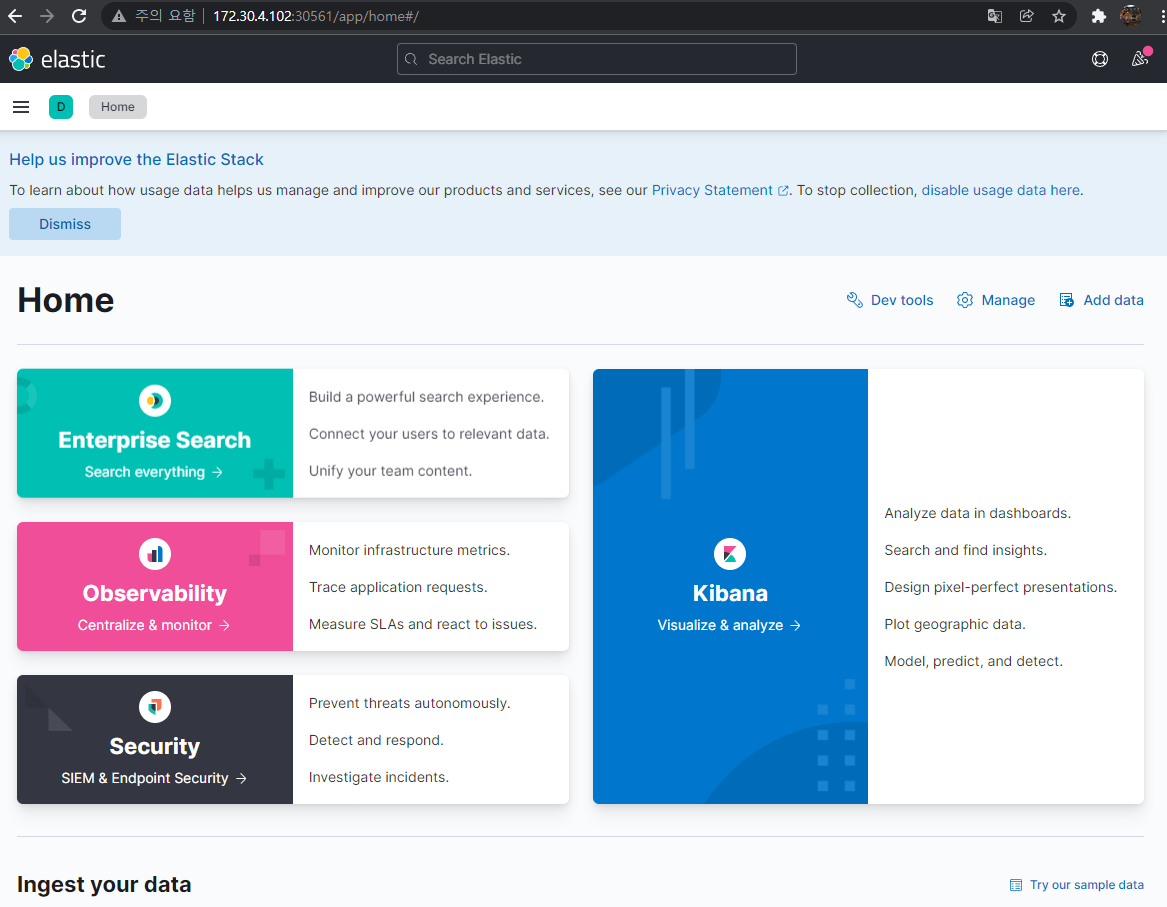 주의 요함 172.30.4.102:30561/app/home#/
elastic
Search Elastic
D Home
Help us improve the Elastic Stack
To learn about how usage data helps us manage and improve our products and services, see our Privacy Statement. To stop collection, disable usage data here.
Dismiss
Home
Dev tools Manage Add data
Enterprise Search
Search everything →
Build a powerful search experience.
Connect your users to relevant data.
Unify your team content.
Observability
Centralize & monitor →
Monitor infrastructure metrics.
Trace application requests.
Measure SLAs and react to issues.
Security
SIEM & Endpoint Security →
Prevent threats autonomously.
Detect and respond.
Investigate incidents.
Kibana
Visualize & analyze →
Analyze data in dashboards.
Search and find insights.
Design pixel-perfect presentations.
Plot geographic data.
Model, predict, and detect.
Ingest your data
Try our sample data